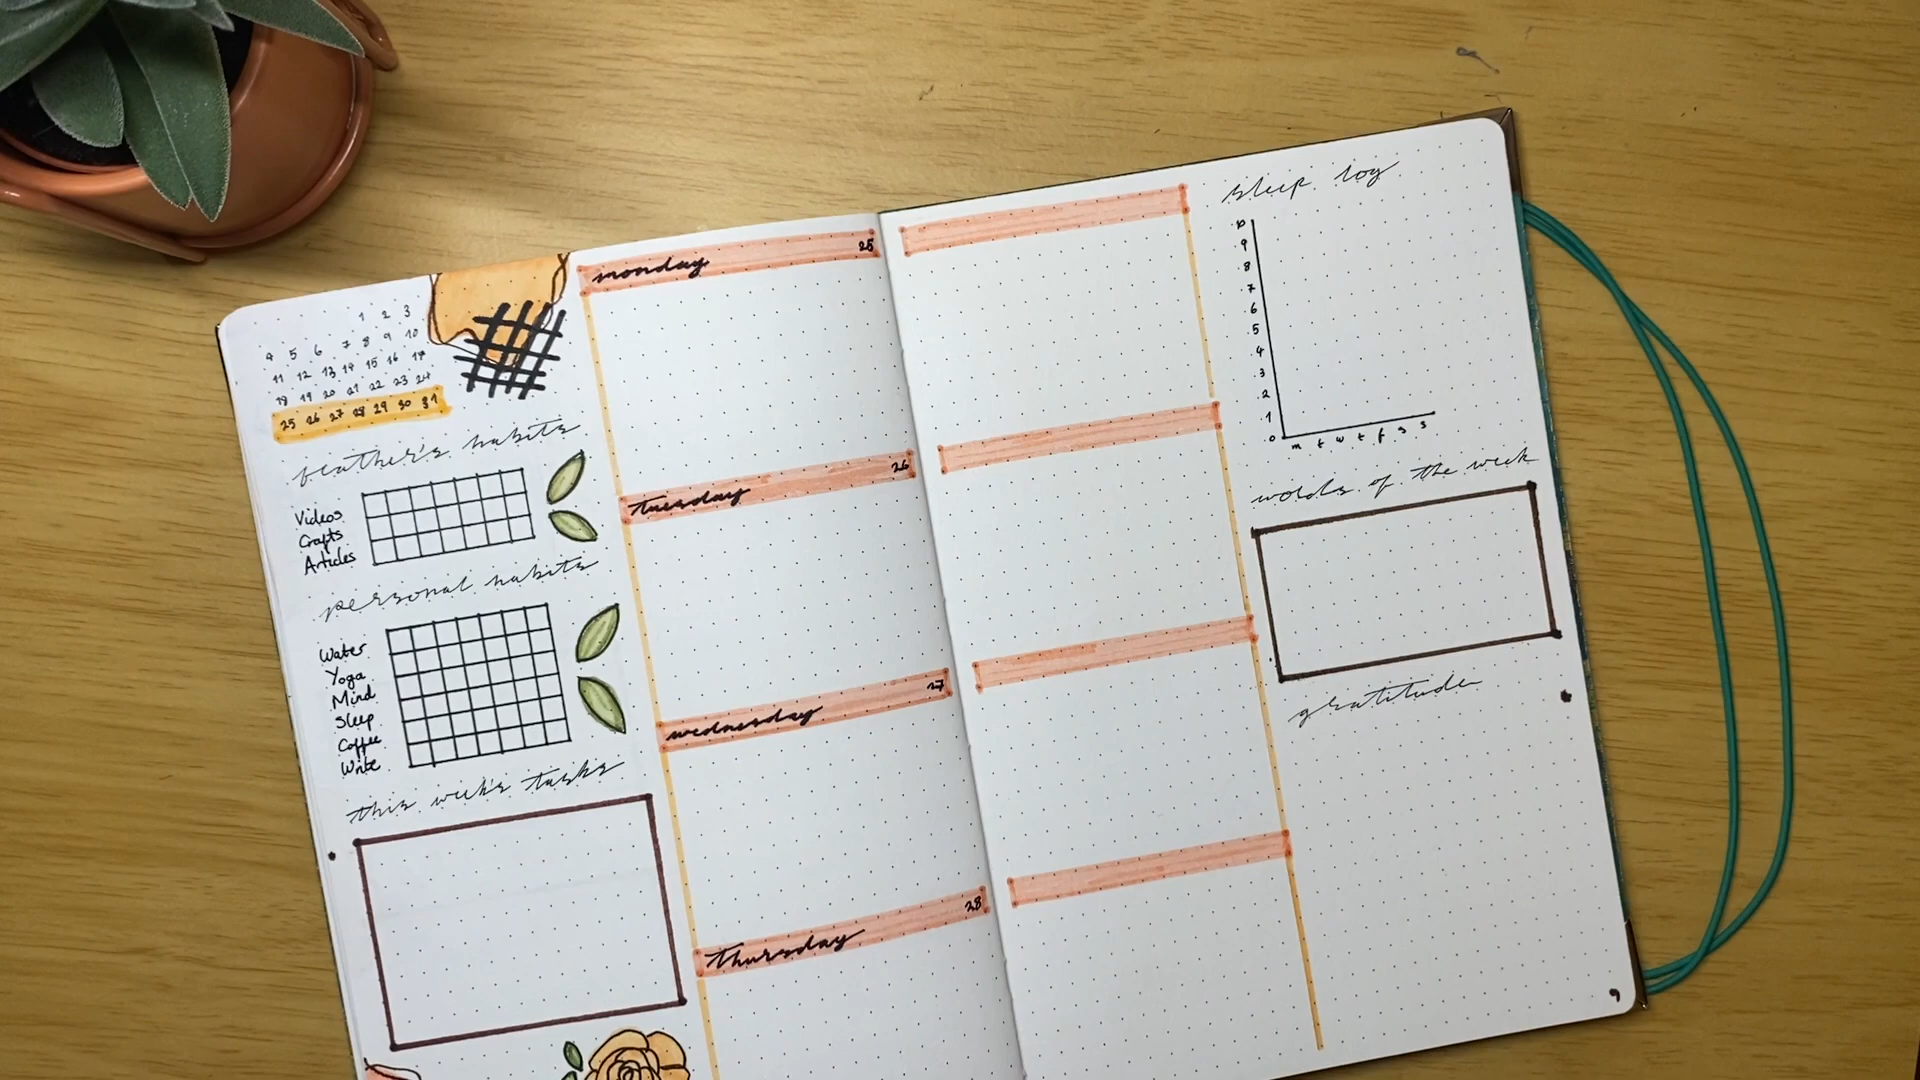 1 2 3
4 5 6 7 8 9 10
11 12 13 14 15 16 17
18 19 20 21 22 23 24
25 26 27 28 29 30 31
feather's habits
Videos
Crafts
Articles
personal habits
Water
Yoga
Mind
Sleep
Coffee
Write
this week's tasks
monday 25
tuesday 26
wednesday 27
thursday 28
sleep log
10
9
8
7
6
5
4
3
2
1
0
m t w t f s s
words of the week
gratitude